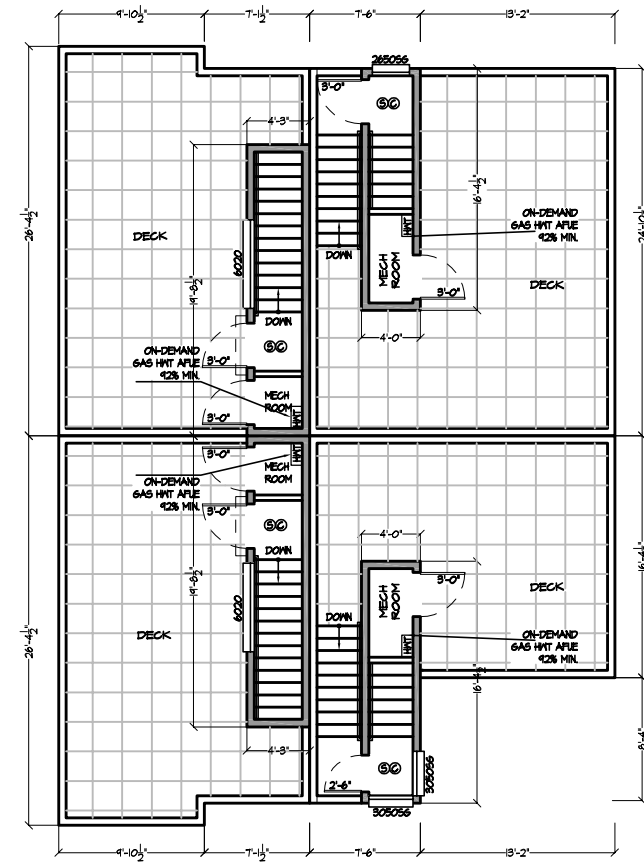 9'-10½"
7'-1½"
7'-6"
13'-2"
2650SG
3'-0"
SC
4'-3"
16'-4½"
26'-4½"
ON-DEMAND
GAS HWT AFUE
92% MIN.
HWT
DECK
6020
DOWN
MECH
ROOM
3'-0"
DECK
19'-8½"
DOWN
4'-0"
SC
ON-DEMAND
GAS HWT AFUE
92% MIN.
3'-0"
MECH
ROOM
HWT
3'-0"
3'-0"
HWT
MECH
ROOM
ON-DEMAND
GAS HWT AFUE
92% MIN.
3'-0"
SC
4'-0"
DOWN
3'-0"
MECH
ROOM
DECK
19'-8½"
6020
DOWN
DECK
HWT
ON-DEMAND
GAS HWT AFUE
92% MIN.
26'-4½"
16'-4½"
4'-3"
SC
2'-6"
3050SG
3050SG
9'-10½"
7'-1½"
7'-6"
13'-2"